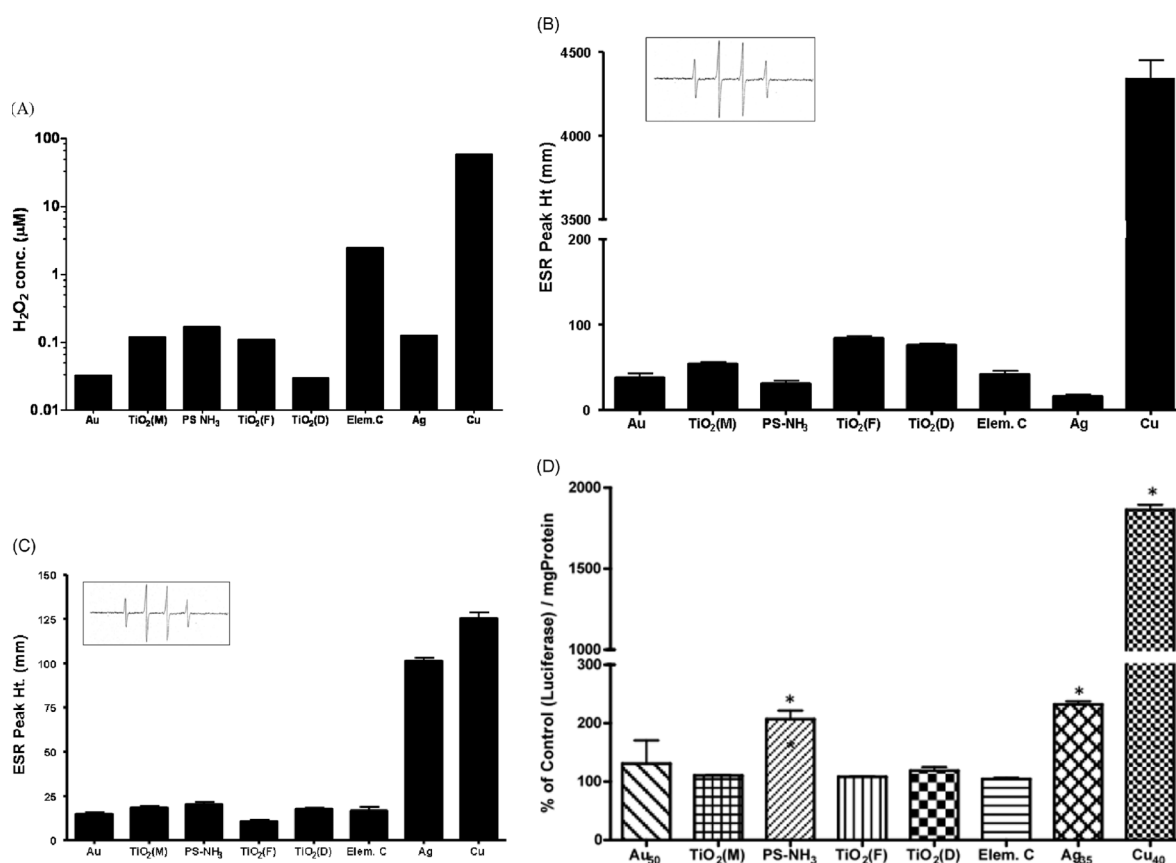 (A)
H₂O₂ conc. (µM)
100
10
1
0.1
0.01
Au TiO₂(M) PS NH₃ TiO₂(F) TiO₂(D) Elem.C Ag Cu
(B)
ESR Peak Ht (mm)
4500
4000
3500
200
100
0
Au TiO₂(M) PS-NH₃ TiO₂(F) TiO₂(D) Elem. C Ag Cu
(C)
ESR Peak Ht. (mm)
150
125
100
75
50
25
0
Au TiO₂(M) PS-NH₃ TiO₂(F) TiO₂(D) Elem. C Ag Cu
(D)
% of Control (Luciferase) / mgProtein
2000
1500
1000
300
200
100
0
*
*
*
*
Au₅₀ TiO₂(M) PS-NH₃ TiO₂(F) TiO₂(D) Elem. C Ag₃₅ Cu₄₀